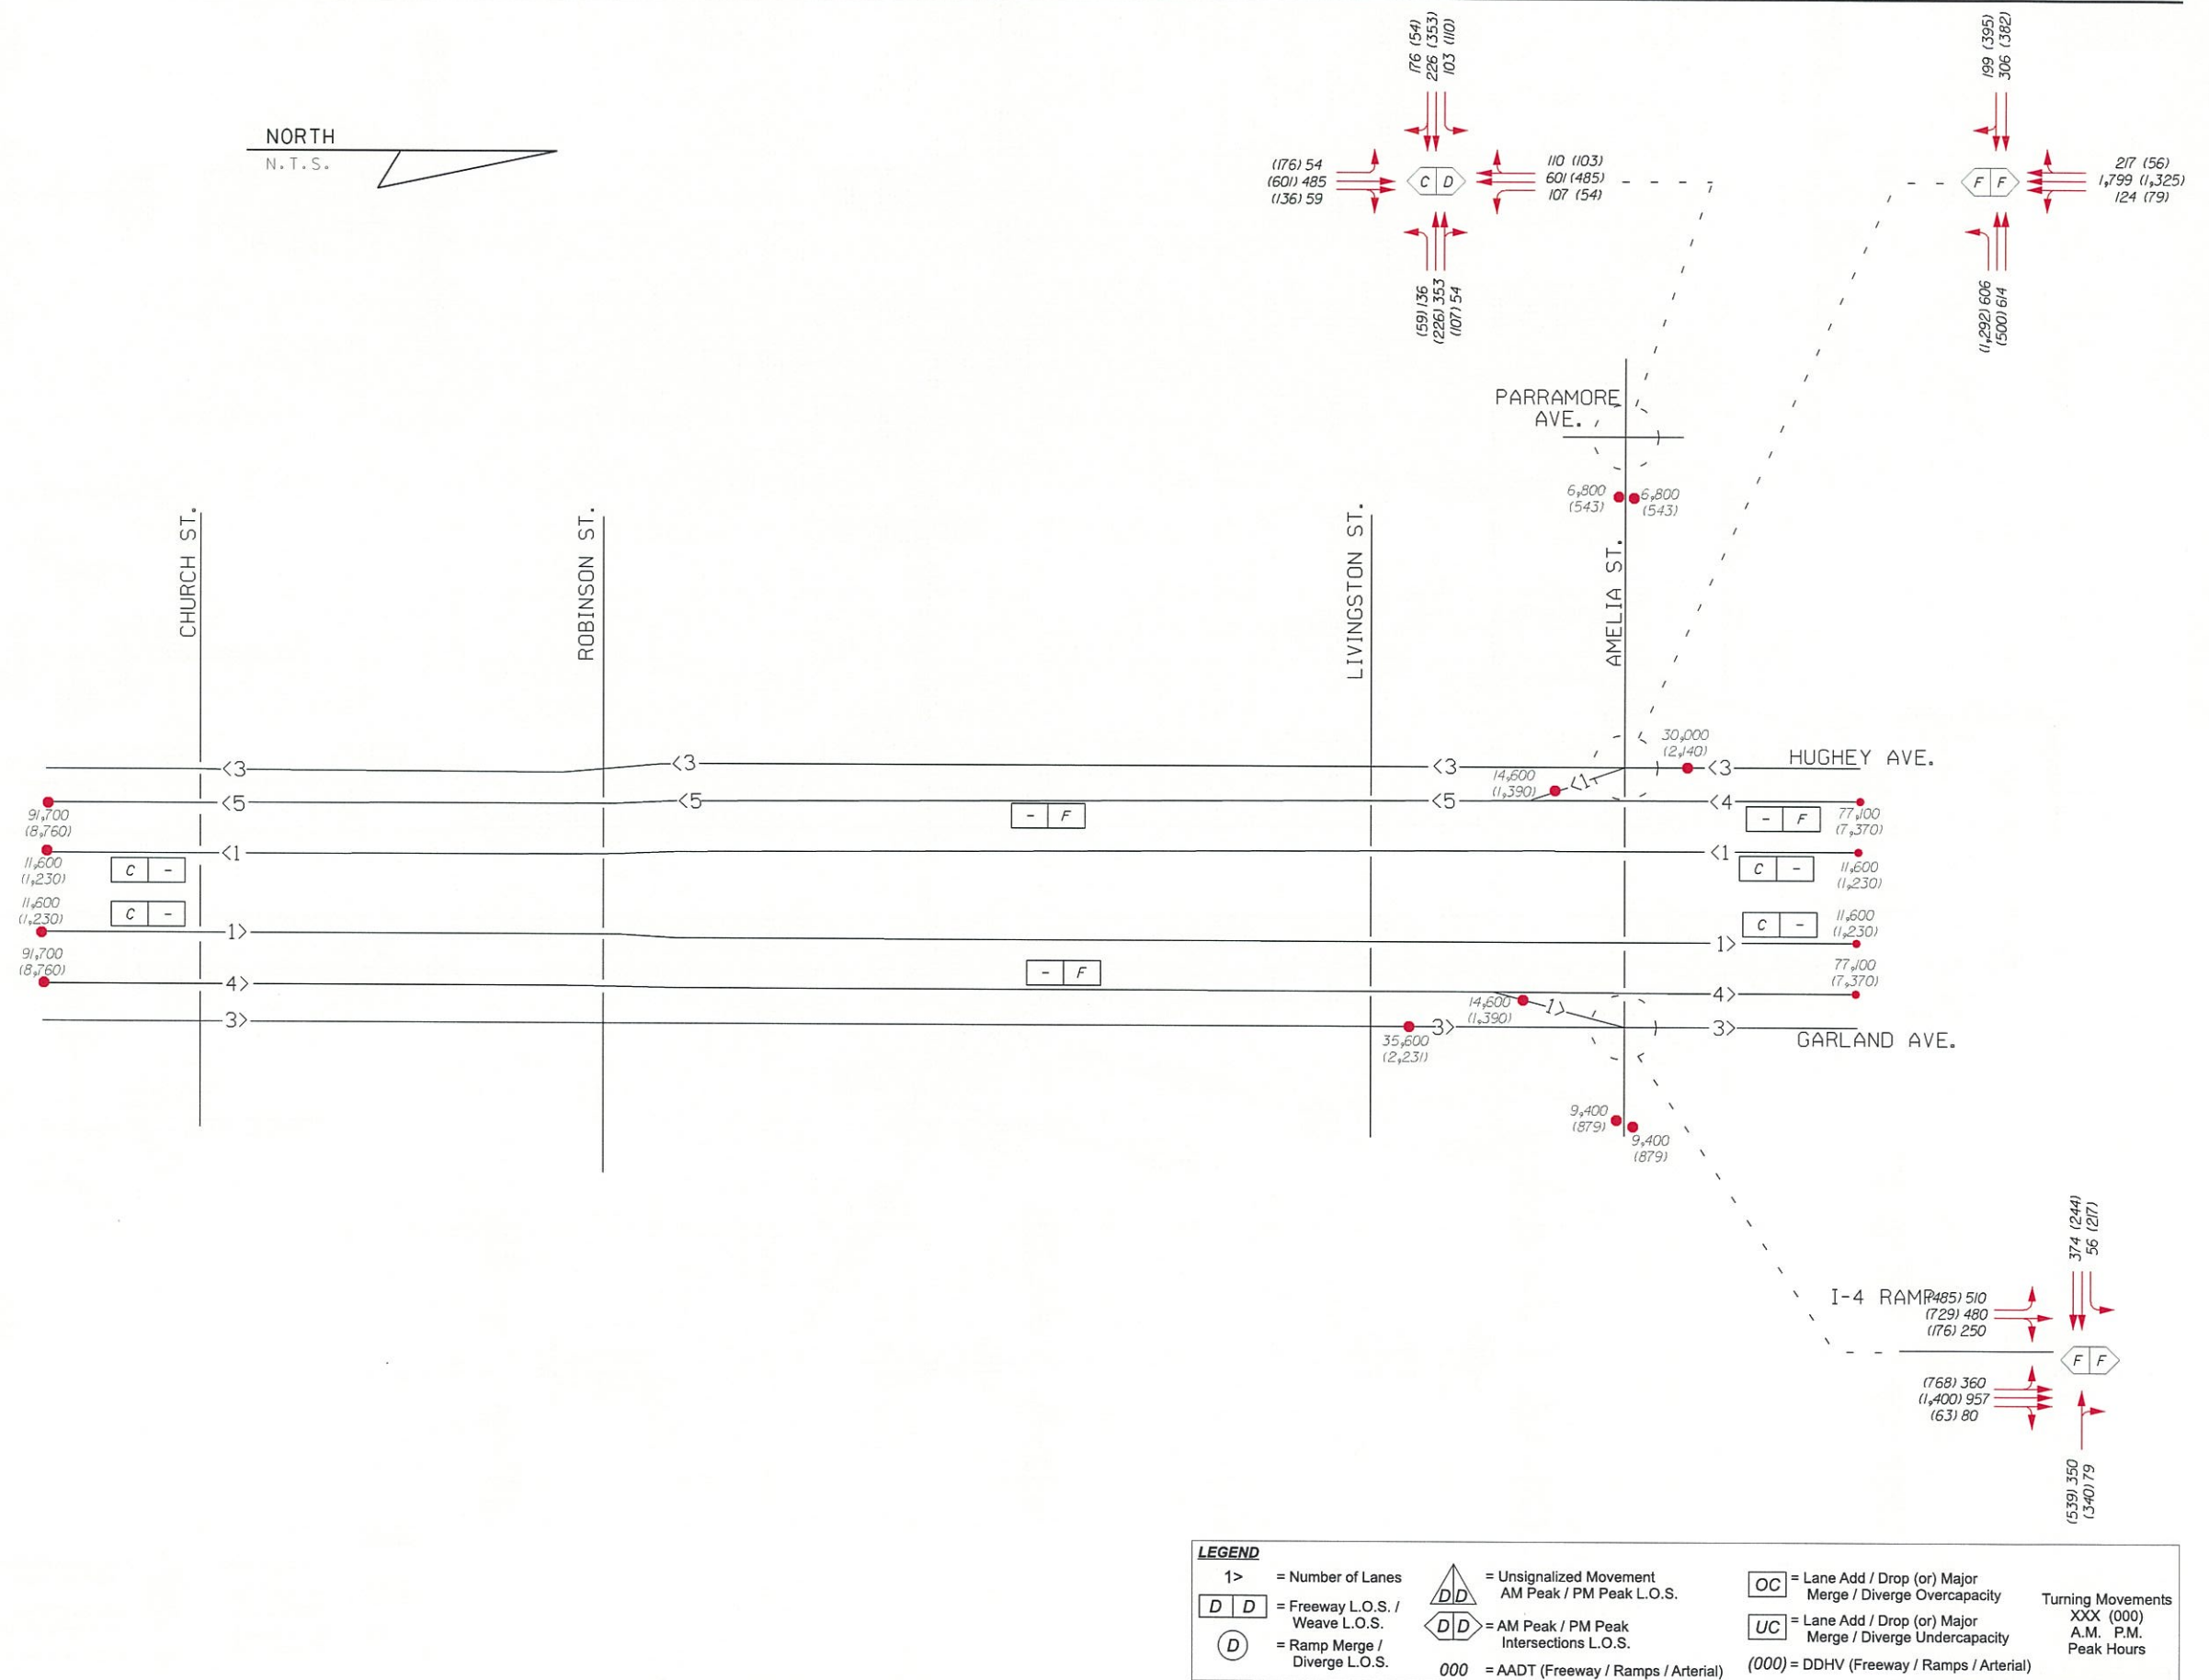 NORTH
N.T.S.
176 (54)
226 (353)
103 (110)
(176) 54
(601) 485
(136) 59
C D
110 (103)
601 (485)
107 (54)
(59) 136
(226) 353
(107) 54
199 (395)
306 (382)
F F
217 (56)
1,799 (1,325)
124 (79)
(1,292) 606
(500) 614
PARRAMORE
AVE.
6,800
(543)
6,800
(543)
CHURCH ST.
ROBINSON ST.
LIVINGSTON ST.
AMELIA ST.
30,000
(2,140)
HUGHEY AVE.
<3
<3
<3
<3
14,600
(1,390)
<1
91,700
(8,760)
<5
<5
<5
<4
- F
- F
77,100
(7,370)
11,600
(1,230)
C -
<1
<1
C -
11,600
(1,230)
11,600
(1,230)
C -
1>
1>
C -
11,600
(1,230)
91,700
(8,760)
4>
- F
4>
77,100
(7,370)
14,600
(1,390)
1>
3>
3>
3>
35,600
(2,231)
GARLAND AVE.
9,400
(879)
9,400
(879)
374 (244)
56 (217)
I-4 RAMP
(485) 510
(729) 480
(176) 250
F F
(768) 360
(1,400) 957
(63) 80
(539) 350
(340) 79
LEGEND
1> = Number of Lanes
D D = Freeway L.O.S. /
Weave L.O.S.
D = Ramp Merge /
Diverge L.O.S.
D D = Unsignalized Movement
AM Peak / PM Peak L.O.S.
D D = AM Peak / PM Peak
Intersections L.O.S.
000 = AADT (Freeway / Ramps / Arterial)
OC = Lane Add / Drop (or) Major
Merge / Diverge Overcapacity
UC = Lane Add / Drop (or) Major
Merge / Diverge Undercapacity
(000) = DDHV (Freeway / Ramps / Arterial)
Turning Movements
XXX (000)
A.M. P.M.
Peak Hours